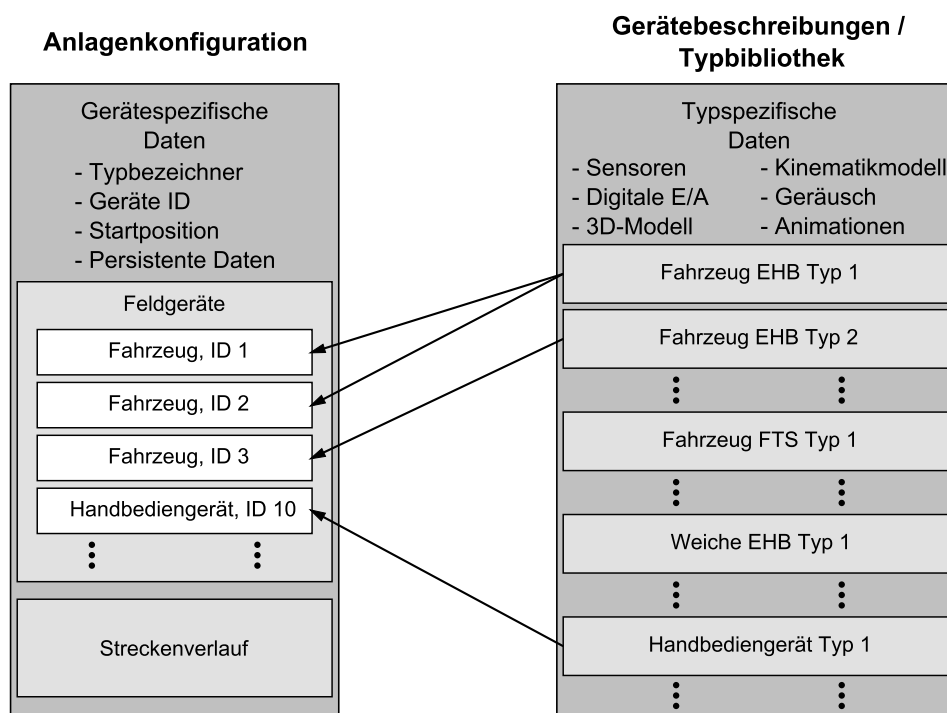 Anlagenkonfiguration
Gerätespezifische
Daten
- Typbezeichner
- Geräte ID
- Startposition
- Persistente Daten
Feldgeräte
Fahrzeug, ID 1
Fahrzeug, ID 2
Fahrzeug, ID 3
Handbediengerät, ID 10
Streckenverlauf
Gerätebeschreibungen /
Typbibliothek
Typspezifische
Daten
- Sensoren
- Digitale E/A
- 3D-Modell
- Kinematikmodell
- Geräusch
- Animationen
Fahrzeug EHB Typ 1
Fahrzeug EHB Typ 2
Fahrzeug FTS Typ 1
Weiche EHB Typ 1
Handbediengerät Typ 1